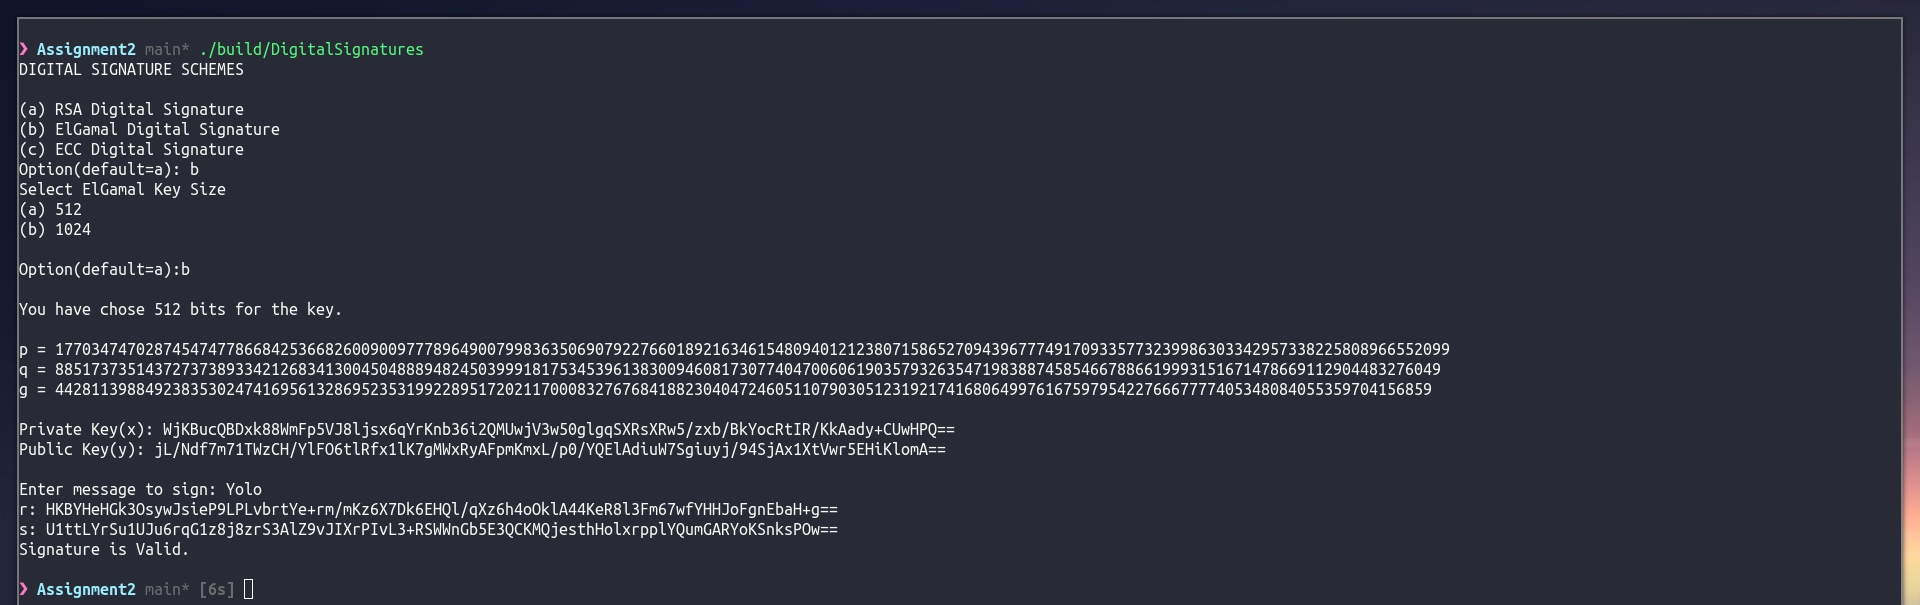 ❯ Assignment2 main* ./build/DigitalSignatures
DIGITAL SIGNATURE SCHEMES
(a) RSA Digital Signature
(b) ElGamal Digital Signature
(c) ECC Digital Signature
Option(default=a): b
Select ElGamal Key Size
(a) 512
(b) 1024
Option(default=a):b
You have chose 512 bits for the key.
p = 17703474702874547477866842536682600900977789649007998363506907922766018921634615480940121238071586527094396777491709335773239986303342957338225808966552099
q = 8851737351437273738933421268341300450488894824503999181753453961383009460817307740470060619035793263547198388745854667886619993151671478669112904483276049
g = 442811398849238353024741695613286952353199228951720211700083276768418823040472460511079030512319217416806499761675979542276667777405348084055359704156859
Private Key(x): WjKBucQBDxk88WmFp5VJ8ljsx6qYrKnb36i2QMUwjV3w50glgqSXRsXRw5/zxb/BkYocRtIR/KkAady+CUwHPQ==
Public Key(y): jL/Ndf7m71TWzCH/YlFO6tlRfx1lK7gMWxRyAFpmKmxL/p0/YQElAdiuW7Sgiuyj/94SjAx1XtVwr5EHiKlomA==
Enter message to sign: Yolo
r: HKBYHeHGk3OsywJsieP9LPLvbrtYe+rm/mKz6X7Dk6EHQl/qXz6h4oOklA44KeR8l3Fm67wfYHHJoFgnEbaH+g==
s: U1ttLYrSu1UJu6rqG1z8j8zrS3AlZ9vJIXrPIvL3+RSWWnGb5E3QCKMQjesthHolxrpplYQumGARYoKSnksPOw==
Signature is Valid.
❯ Assignment2 main* [6s]